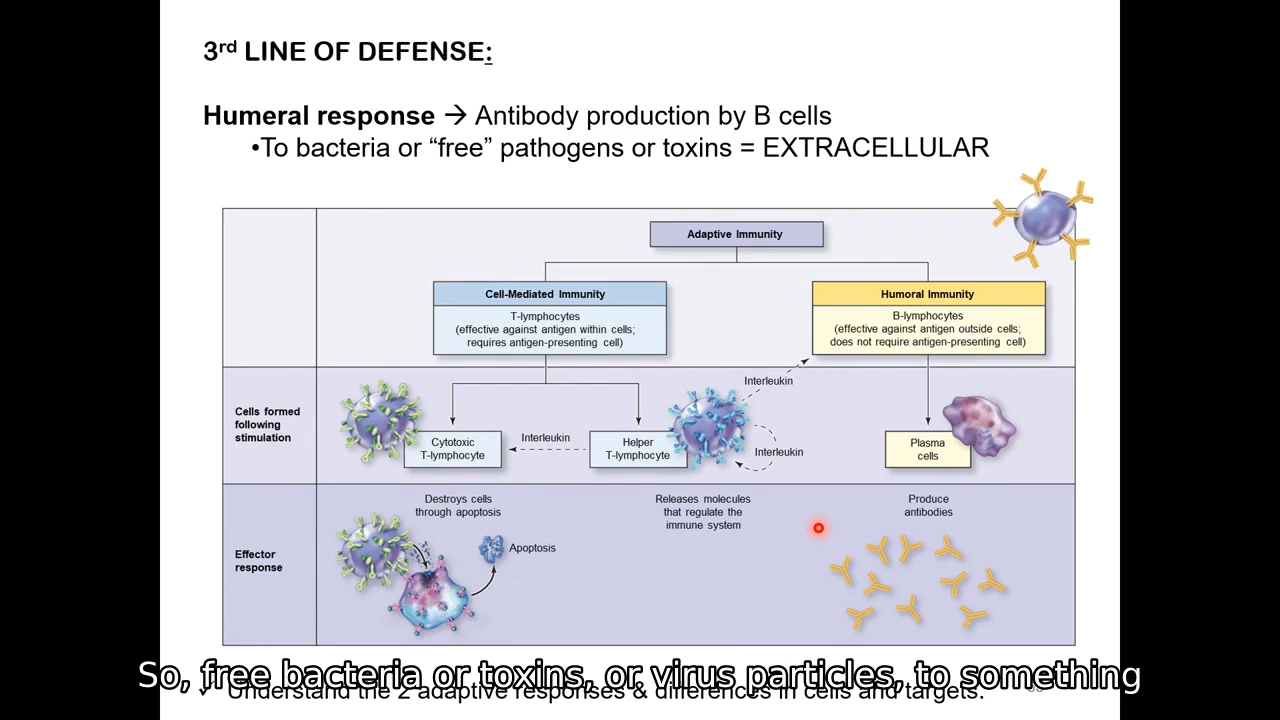 3rd LINE OF DEFENSE:
Humeral response → Antibody production by B cells
•To bacteria or “free” pathogens or toxins = EXTRACELLULAR
Adaptive Immunity
Cell-Mediated Immunity
T-lymphocytes
(effective against antigen within cells;
requires antigen-presenting cell)
Humoral Immunity
B-lymphocytes
(effective against antigen outside cells;
does not require antigen-presenting cell)
Cells formed
following
stimulation
Cytotoxic
T-lymphocyte
Interleukin
Helper
T-lymphocyte
Interleukin
Interleukin
Plasma
cells
Effector
response
Destroys cells
through apoptosis
Apoptosis
Releases molecules
that regulate the
immune system
Produce
antibodies
So, free bacteria or toxins, or virus particles, to something
✓ Understand the 2 adaptive responses & differences in cells and targets.